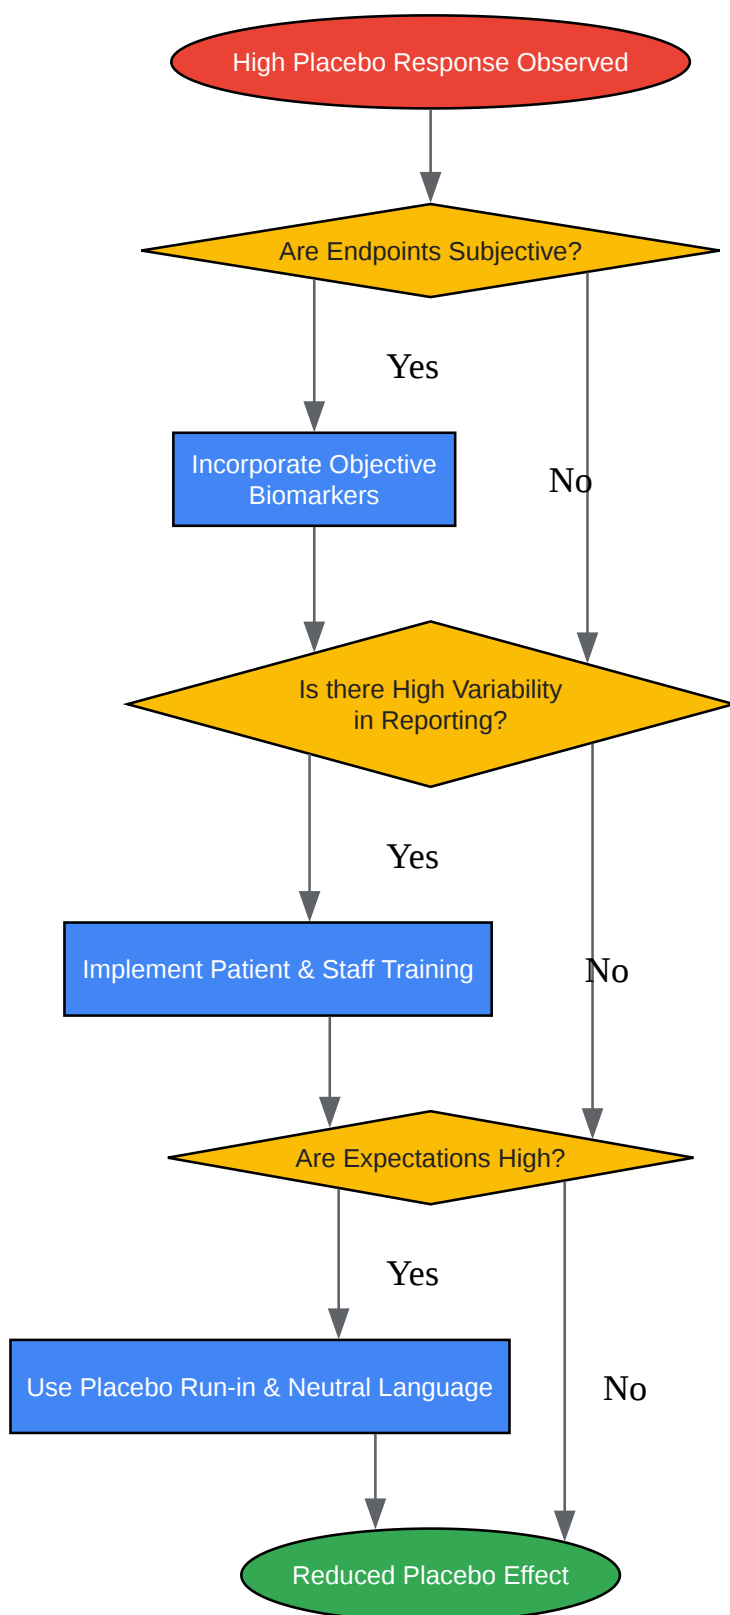 High Placebo Response Observed
Are Endpoints Subjective?
Yes
Incorporate Objective
Biomarkers
No
Is there High Variability
in Reporting?
Yes
Implement Patient & Staff Training
No
Are Expectations High?
Yes
Use Placebo Run-in & Neutral Language
No
Reduced Placebo Effect